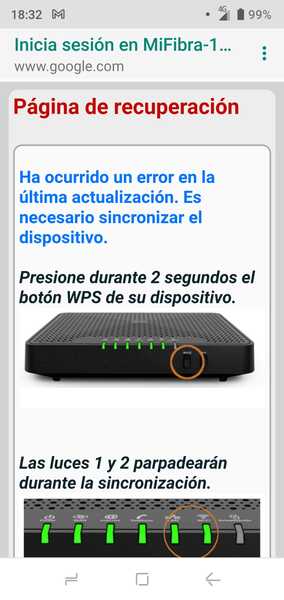 18:32
4G
99%
Inicia sesión en MiFibra-1...
www.google.com
Página de recuperación
Ha ocurrido un error en la
última actualización. Es
necesario sincronizar el
dispositivo.
Presione durante 2 segundos el
botón WPS de su dispositivo.
Las luces 1 y 2 parpadearán
durante la sincronización.